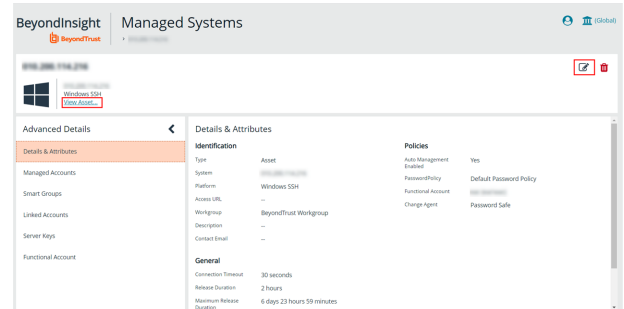 BeyondInsight
BeyondTrust
Managed Systems
(Global)
Windows SSH
View Asset...
Advanced Details
Details & Attributes
Managed Accounts
Smart Groups
Linked Accounts
Server Keys
Functional Account
Details & Attributes
Identification
Type Asset
System
Platform Windows SSH
Access URL --
Workgroup BeyondTrust Workgroup
Description --
Contact Email --
General
Connection Timeout 30 seconds
Release Duration 2 hours
Maximum Release Duration 6 days 23 hours 59 minutes
Policies
Auto Management Enabled Yes
PasswordPolicy Default Password Policy
Functional Account
Change Agent Password Safe